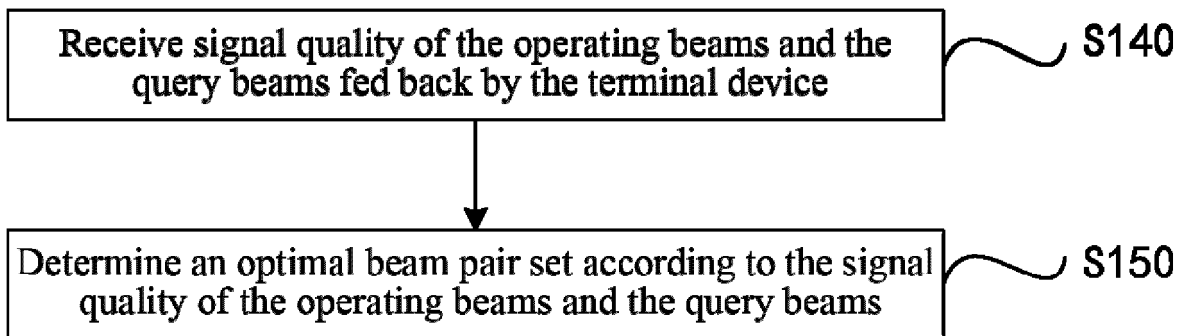 Receive signal quality of the operating beams and the
query beams fed back by the terminal device
S140
Determine an optimal beam pair set according to the signal
quality of the operating beams and the query beams
S150